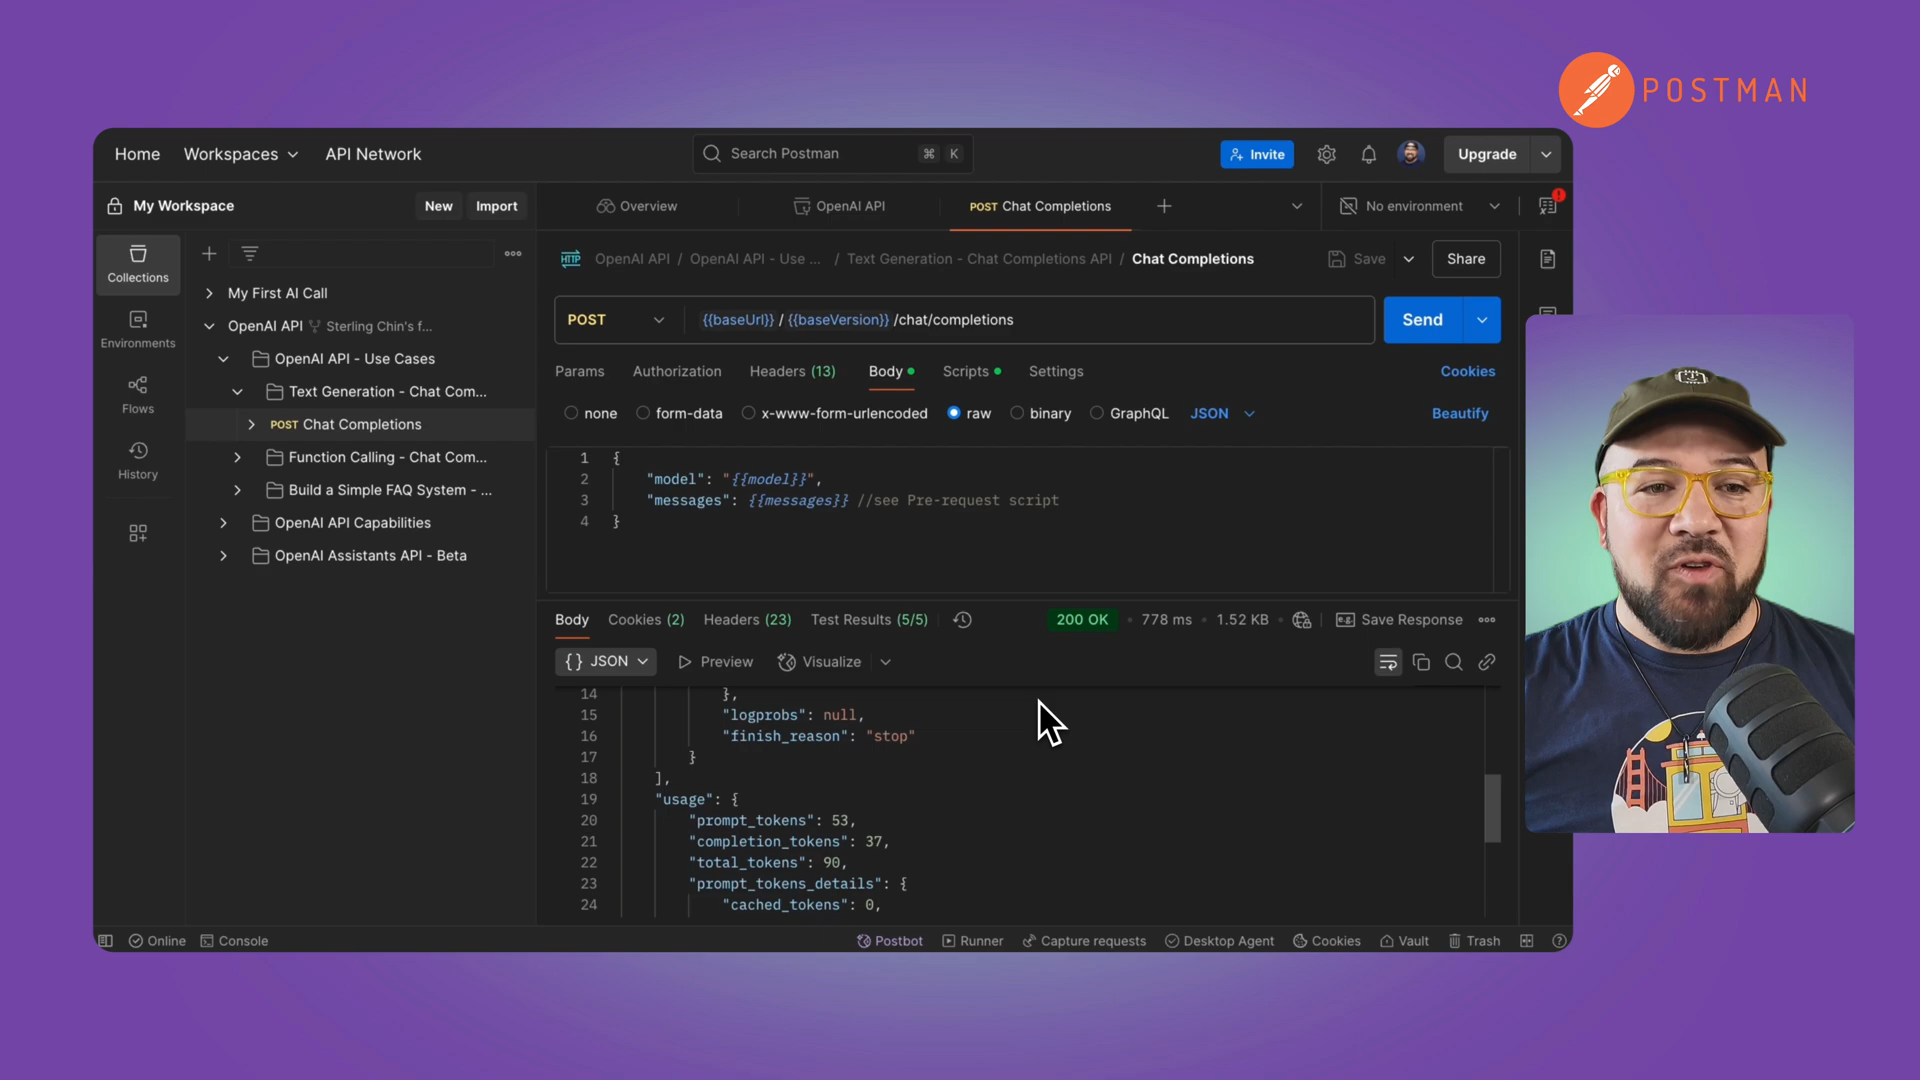 POSTMAN
Home Workspaces API Network Search Postman ⌘ K Invite Upgrade
My Workspace New Import Overview OpenAI API POST Chat Completions No environment
Collections
Environments
Flows
History
My First AI Call
OpenAI API Sterling Chin's f...
OpenAI API - Use Cases
Text Generation - Chat Com...
POST Chat Completions
Function Calling - Chat Com...
Build a Simple FAQ System - ...
OpenAI API Capabilities
OpenAI Assistants API - Beta
HTTP OpenAI API / OpenAI API - Use ... / Text Generation - Chat Completions API / Chat Completions Save Share
POST {{baseUrl}} / {{baseVersion}} /chat/completions Send
Params Authorization Headers (13) Body Scripts Settings Cookies
none form-data x-www-form-urlencoded raw binary GraphQL JSON Beautify
1 {
2 "model": "{{model}}",
3 "messages": {{messages}} //see Pre-request script
4 }
Body Cookies (2) Headers (23) Test Results (5/5) 200 OK • 778 ms • 1.52 KB • e.g. Save Response
{} JSON Preview Visualize
14 },
15 "logprobs": null,
16 "finish_reason": "stop"
17 }
18 ],
19 "usage": {
20 "prompt_tokens": 53,
21 "completion_tokens": 37,
22 "total_tokens": 90,
23 "prompt_tokens_details": {
24 "cached_tokens": 0,
Online Console Postbot Runner Capture requests Desktop Agent Cookies Vault Trash